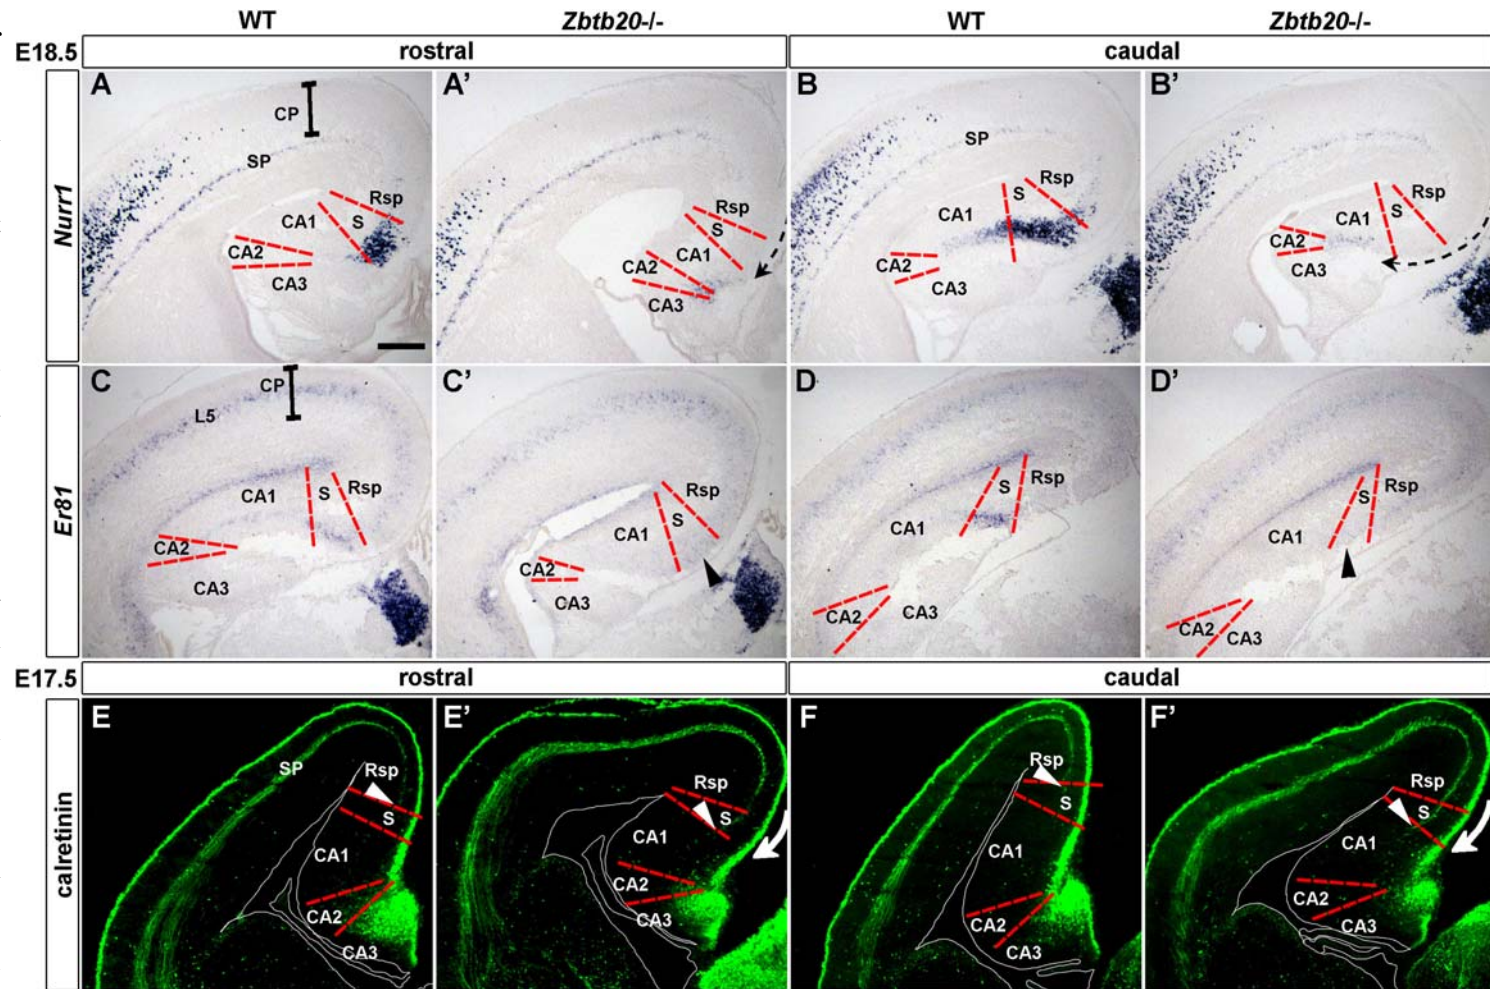 WT Zbtb20-/- WT Zbtb20-/-
E18.5 rostral caudal
Nurr1
A CP SP Rsp S CA1 CA2 CA3
A’ Rsp S CA1 CA2 CA3
B SP Rsp S CA1 CA2 CA3
B’ Rsp S CA1 CA2 CA3
Er81
C CP L5 CA1 S Rsp CA2 CA3
C’ Rsp S CA1 CA2 CA3
D Rsp S CA1 CA2 CA3
D’ Rsp S CA1 CA2 CA3
E17.5 rostral caudal
calretinin
E SP Rsp S CA1 CA2 CA3
E’ Rsp S CA1 CA2 CA3
F Rsp S CA1 CA2 CA3
F’ Rsp S CA1 CA2 CA3